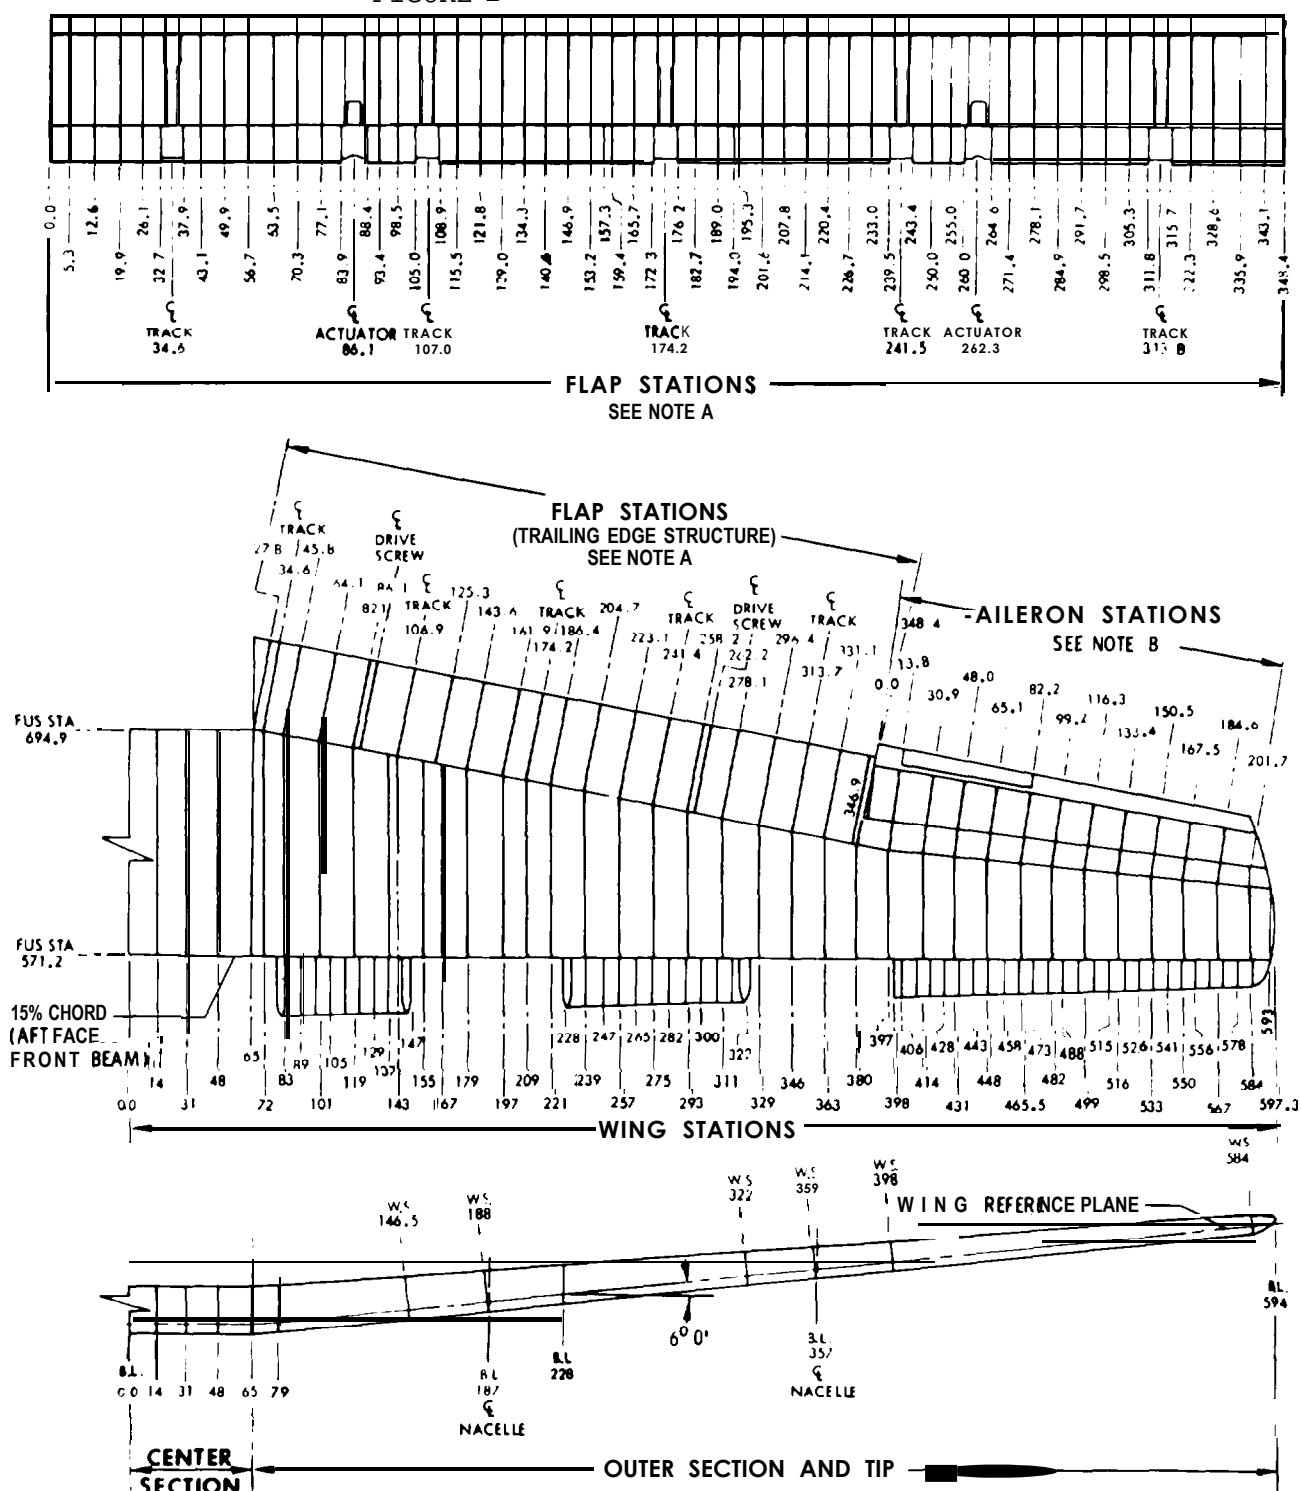 0.0
5.3
12.6
19.9
26.1
32.7
37.9
43.1
49.9
56.7
63.5
70.3
77.1
83.9
88.4
93.4
98.5
105.0
108.9
115.5
121.8
134.3
146.9
153.2
157.3
159.4
165.7
172.3
176.2
182.7
189.0
194.0
195.3
201.6
207.8
214.1
220.4
226.7
233.0
239.5
243.4
250.0
255.0
260.0
264.6
271.4
278.1
284.9
291.7
298.5
305.3
311.8
315.7
322.3
328.6
335.9
343.1
348.4
TRACK
34.6
ACTUATOR
86.1
TRACK
107.0
TRACK
174.2
TRACK
241.5
ACTUATOR
262.3
TRACK
313.8
FLAP STATIONS
SEE NOTE A
FLAP STATIONS
(TRAILING EDGE STRUCTURE)
SEE NOTE A
TRACK
DRIVE
SCREW
45.8
34.6
64.1
TRACK
106.9
125.3
143.6
TRACK
186.4
174.2
204.7
223.1
TRACK
241.4
DRIVE
SCREW
278.1
296.4
TRACK
313.7
331.1
348.4
346.9
AILERON STATIONS
SEE NOTE B
0.0
13.8
30.9
48.0
65.1
82.2
99.2
116.3
133.4
150.5
167.5
184.6
201.7
FUS STA
694.9
FUS STA
571.2
15% CHORD
(AFT FACE
FRONT BEAM)
228 247 265 282 300 322
397 406 428 443 458 473 488 515 526 541 556 578 593
65 89 105 129 137 147
14 48 83 119 155 179 209 239 275 311 346 380 414 448 482 516 550 584
0.0 31 72 101 143 167 197 221 257 293 329 363 398 431 465.5 499 533 567 597.3
WING STATIONS
W.S
146.5
W.S
188
W.S
322
W.S
359
W.S
398
W.S
584
WING REFERENCE PLANE
6° 0'
B.L.
0.0 14 31 48 65 79
B.L
187
NACELLE
B.L
228
B.L
357
NACELLE
B.L.
594
CENTER
SECTION
OUTER SECTION AND TIP